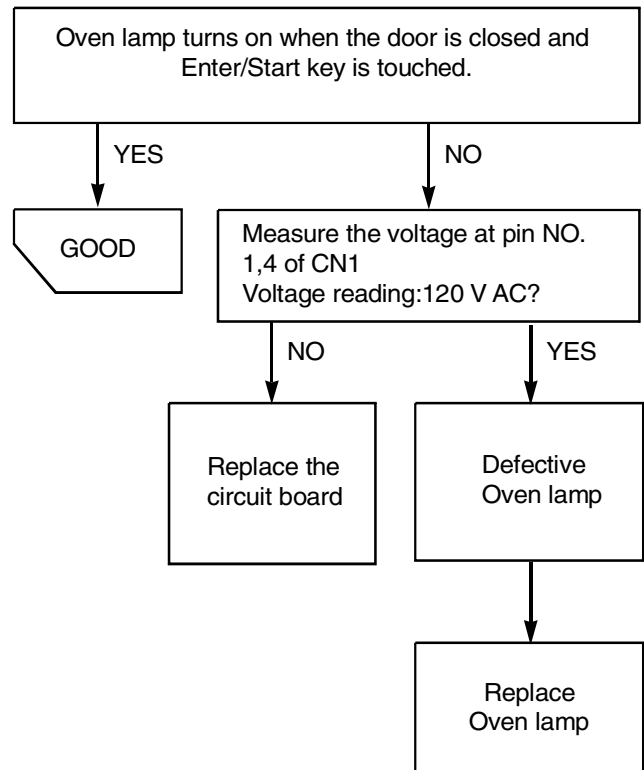 Oven lamp turns on when the door is closed and
Enter/Start key is touched.
YES
NO
GOOD
Measure the voltage at pin NO.
1,4 of CN1
Voltage reading:120 V AC?
NO
YES
Replace the
circuit board
Defective
Oven lamp
Replace
Oven lamp